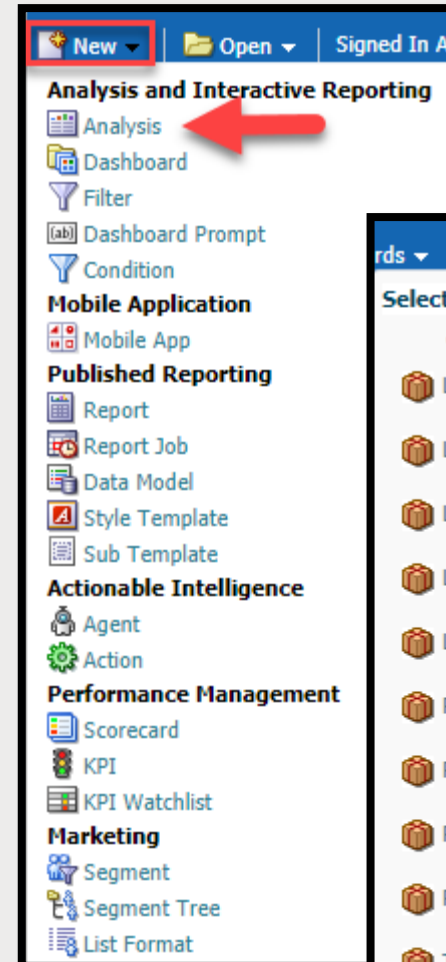 New Open Signed In A
Analysis and Interactive Reporting
Analysis
Dashboard
Filter
(ab) Dashboard Prompt
Condition
Mobile Application
Mobile App
Published Reporting
Report
Report Job
Data Model
A Style Template
Sub Template
Actionable Intelligence
Agent
Action
Performance Management
Scorecard
KPI
KPI Watchlist
Marketing
Segment
Segment Tree
List Format
rds
Select